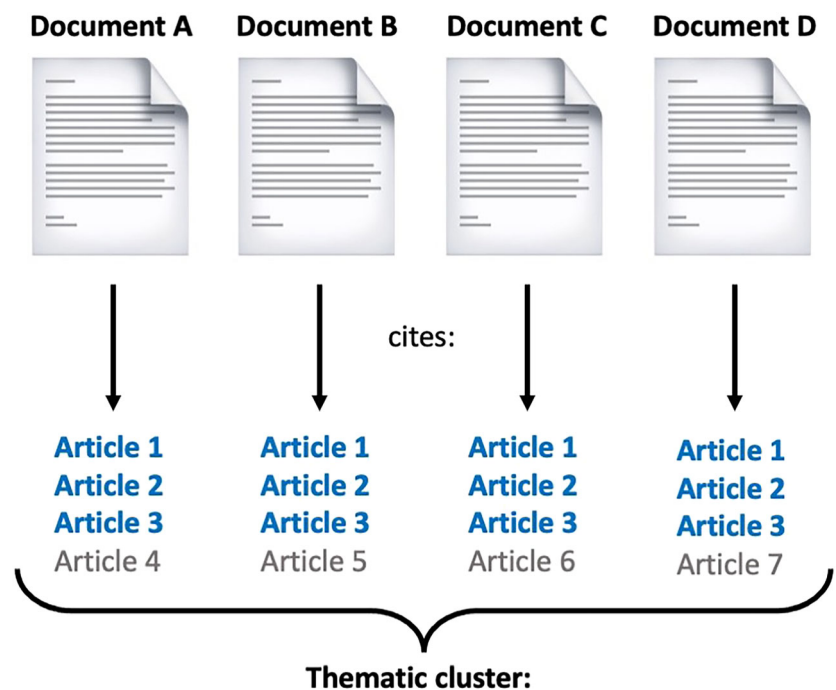 Document A Document B Document C Document D
cites:
Article 1 Article 1 Article 1 Article 1
Article 2 Article 2 Article 2 Article 2
Article 3 Article 3 Article 3 Article 3
Article 4 Article 5 Article 6 Article 7
Thematic cluster: